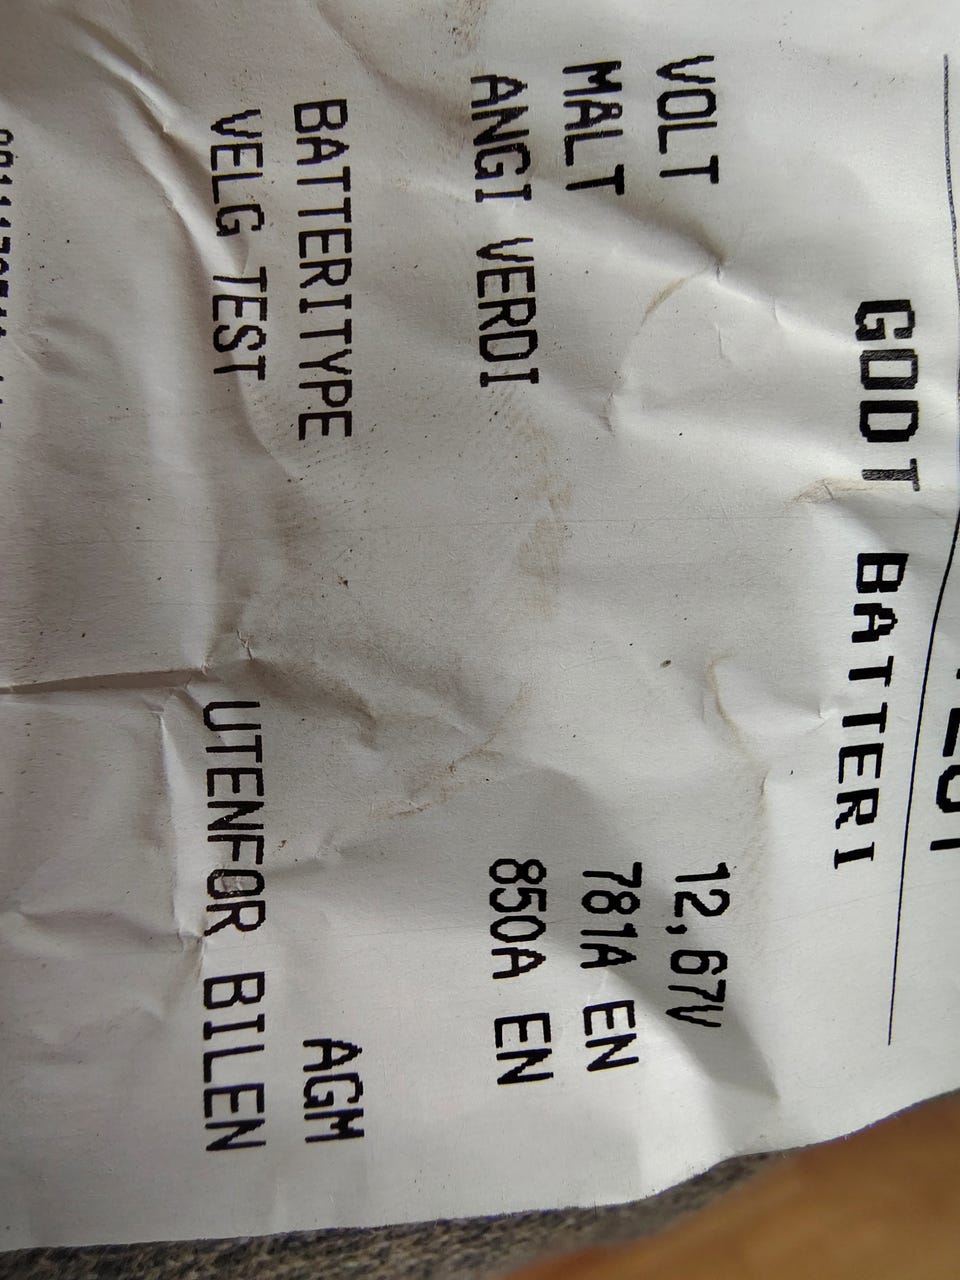 GODT BATTERI
VOLT 12,67V
MALT 781A EN
ANGI VERDI 850A EN
BATTERITYPE AGM
VELG TEST UTENFOR BILEN